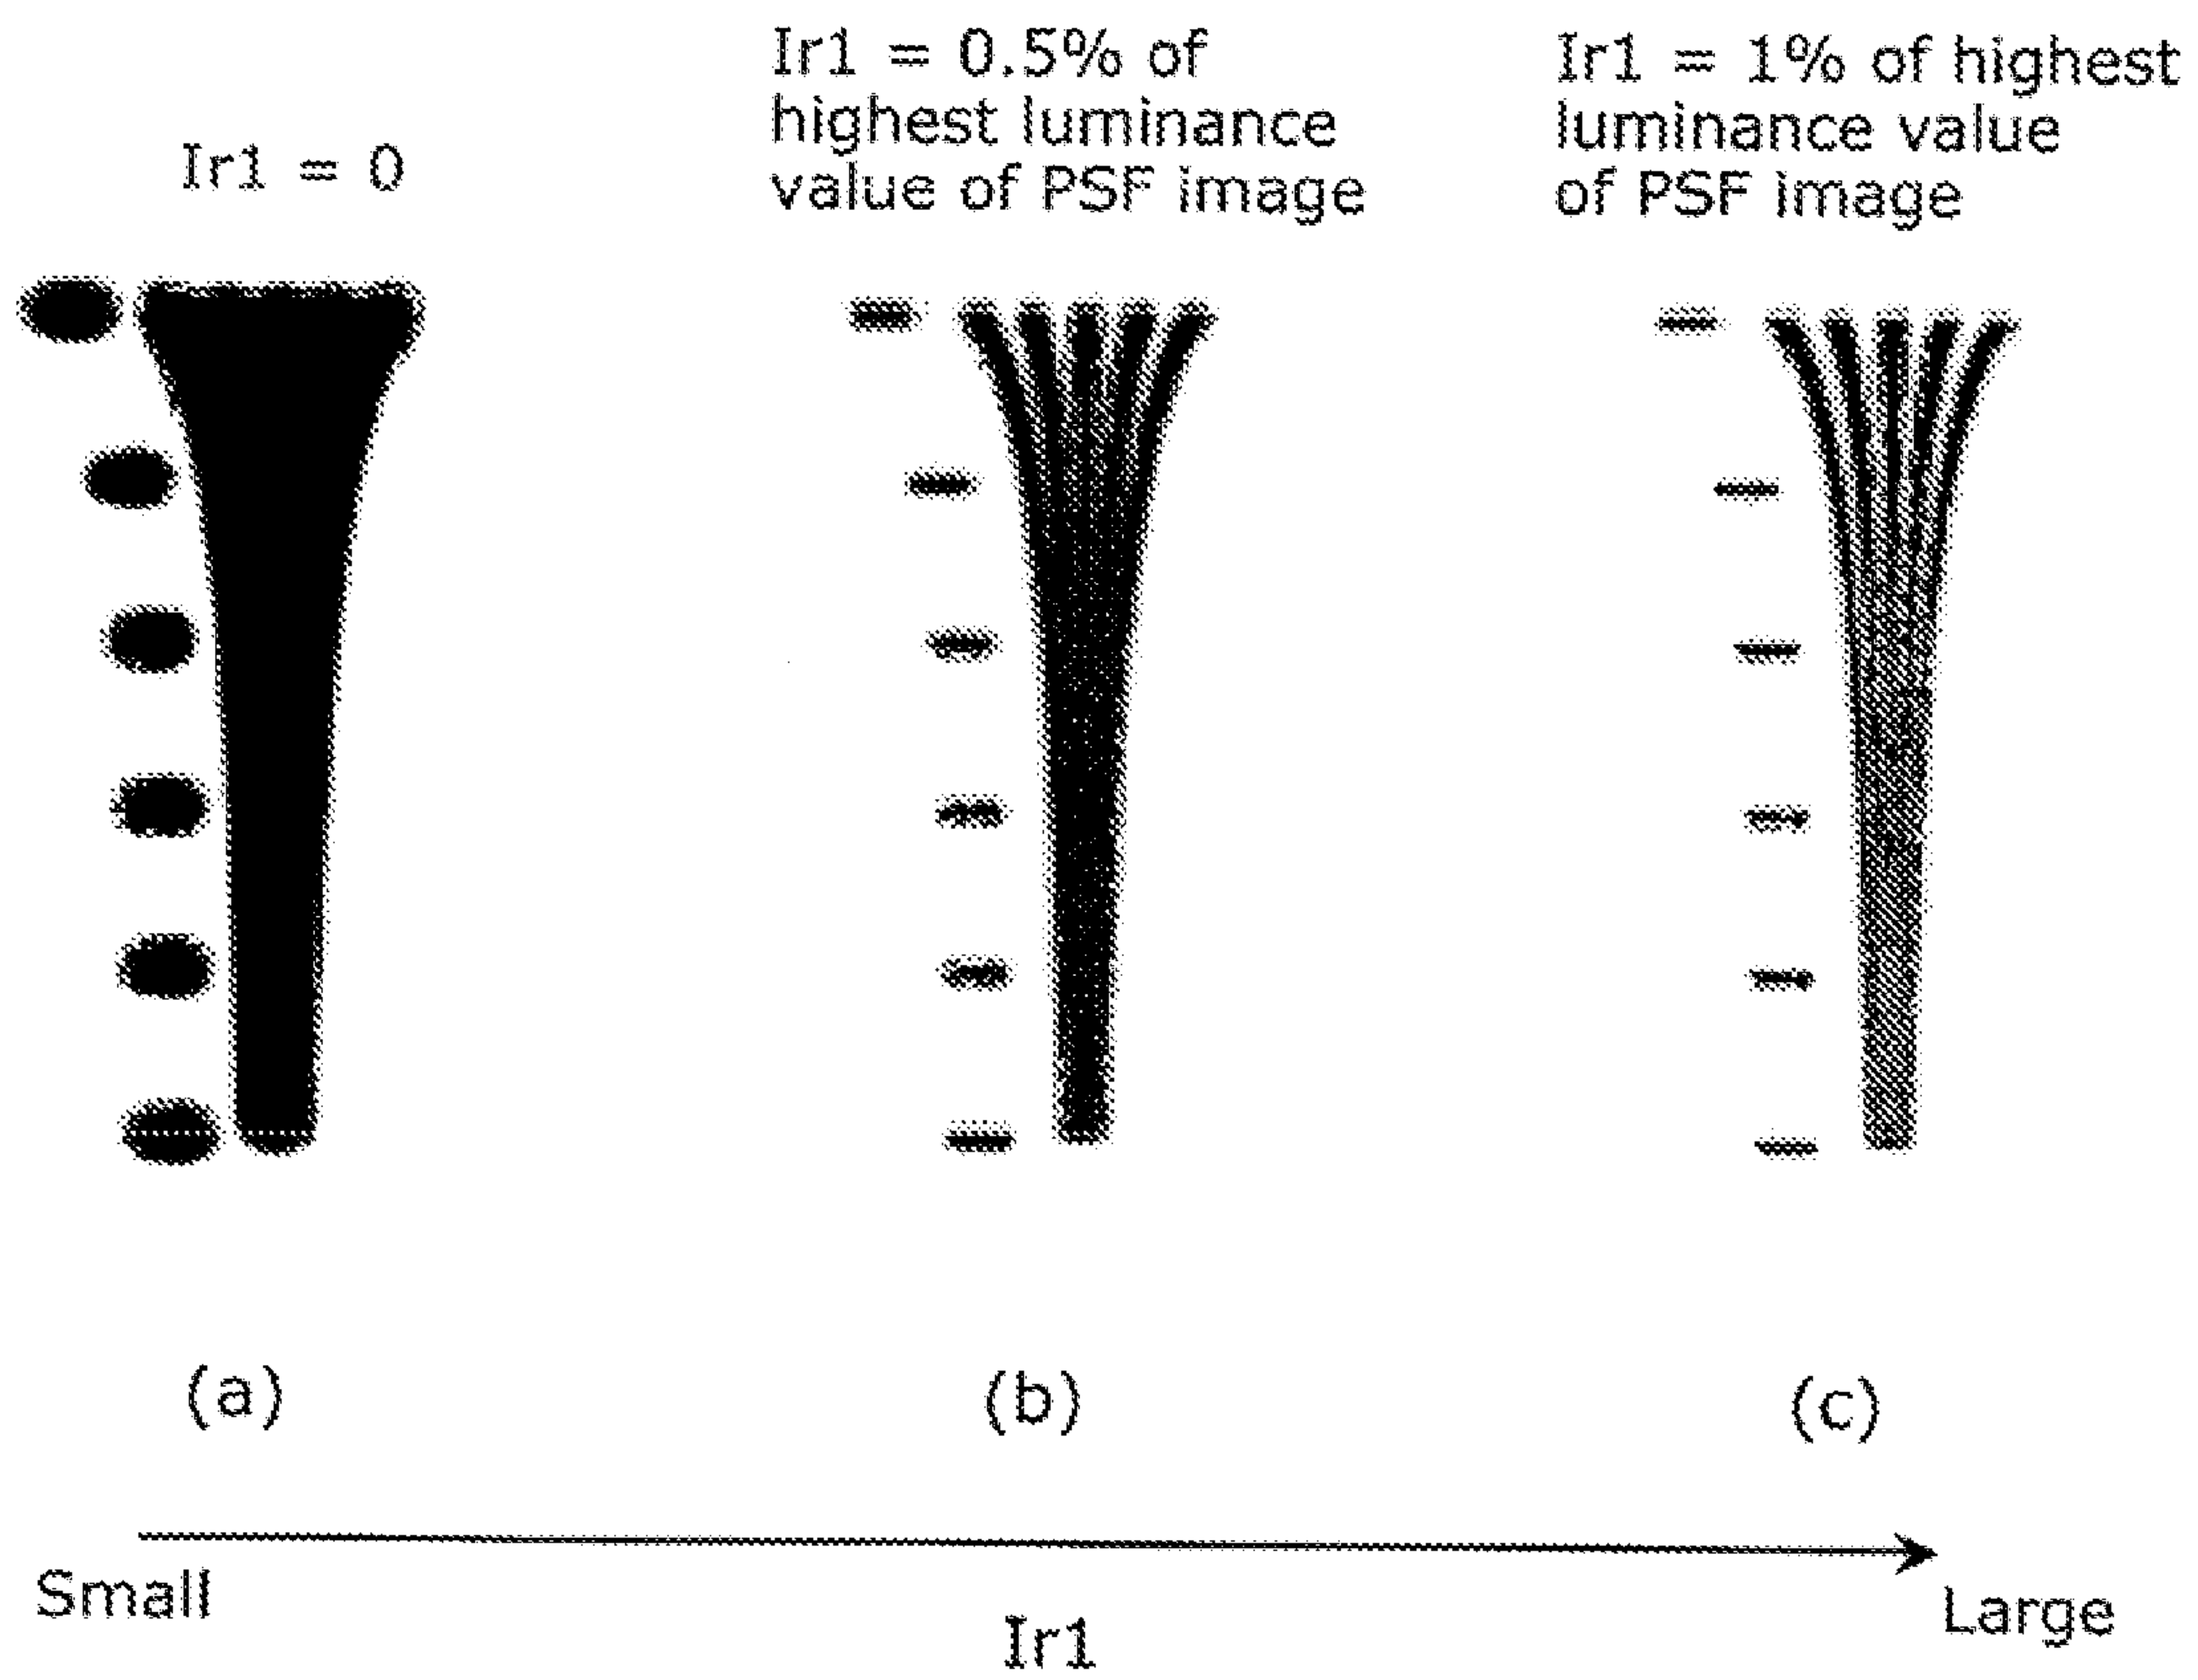 Ir1 = 0
Ir1 = 0.5% of
highest luminance
value of PSF image
Ir1 = 1% of highest
luminance value
of PSF image
(a)
(b)
(c)
Small
Ir1
Large